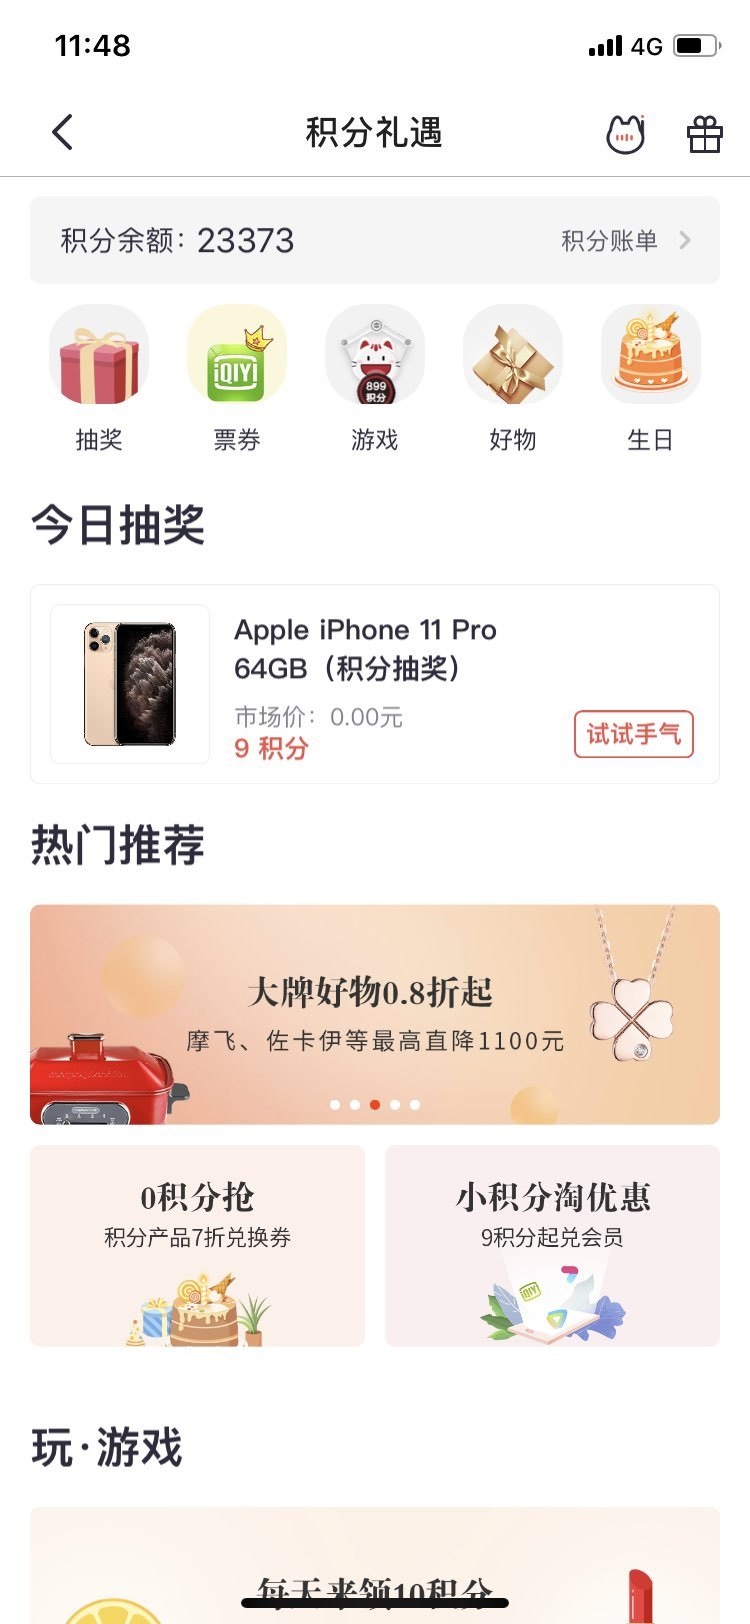 11:48
4G
积分礼遇
积分余额：23373
积分账单
iQIYI
899
积分
抽奖
票券
游戏
好物
生日
今日抽奖
Apple iPhone 11 Pro
64GB（积分抽奖）
市场价：0.00元
9 积分
试试手气
热门推荐
大牌好物0.8折起
摩飞、佐卡伊等最高直降1100元
0积分抢
积分产品7折兑换券
小积分淘优惠
9积分起兑会员
iQIYI
玩·游戏
每天来领10积分